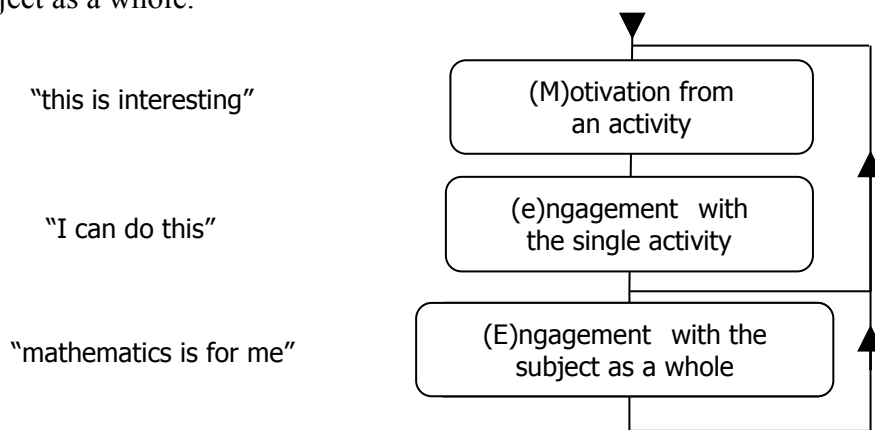 ject as a whole.
“this is interesting”
(M)otivation from
an activity
“I can do this”
(e)ngagement with
the single activity
“mathematics is for me”
(E)ngagement with the
subject as a whole